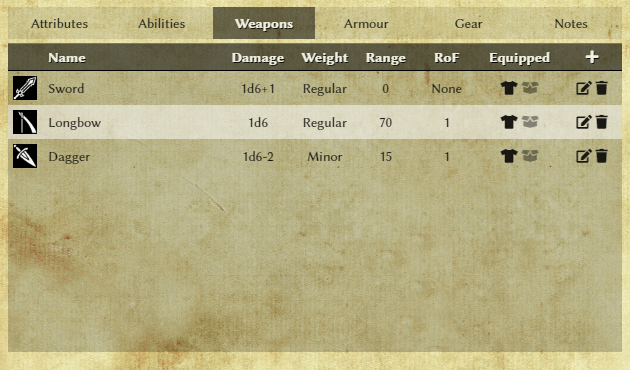 Attributes Abilities Weapons Armour Gear Notes
Name Damage Weight Range RoF Equipped +
Sword 1d6+1 Regular 0 None
Longbow 1d6 Regular 70 1
Dagger 1d6-2 Minor 15 1